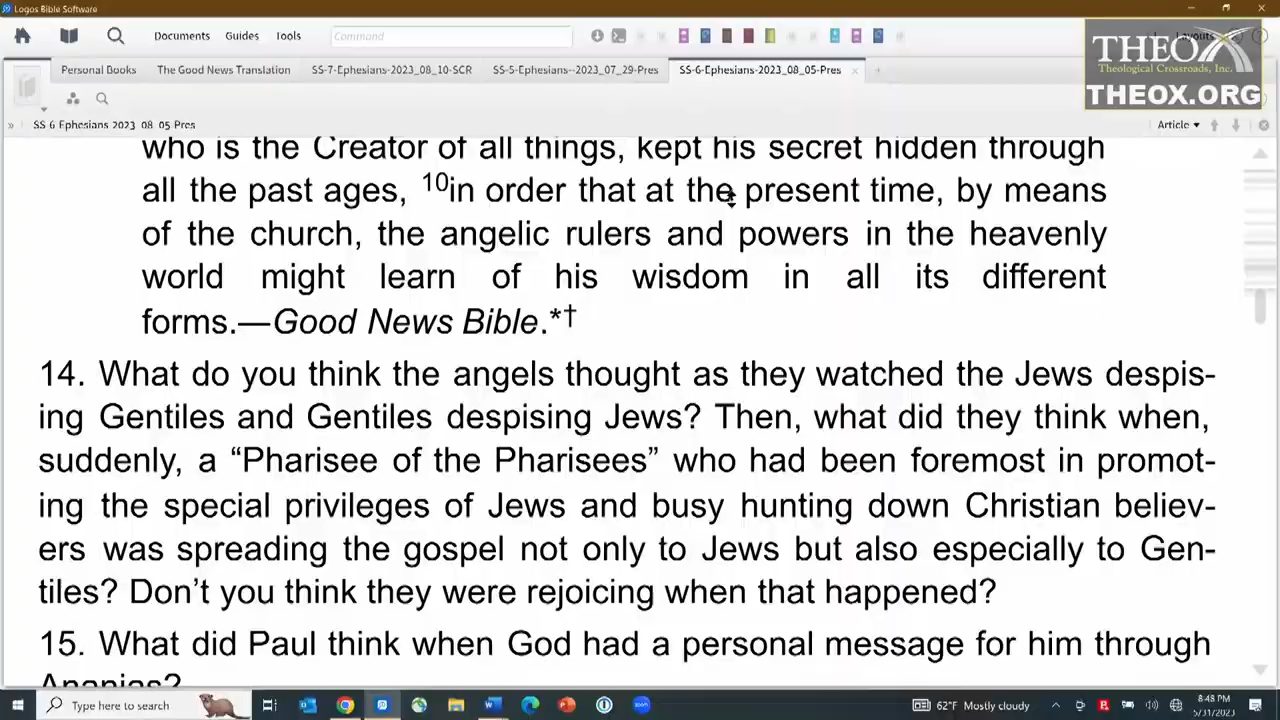 Logos Bible Software
Documents Guides Tools Command Layouts
THEOX
Theological Crossroads, Inc.
THEOX.ORG
Personal Books The Good News Translation SS-7-Ephesians-202 SS-5-Ephesians--2023_07_29-Pres SS-6-Ephesians-2023_08_05-Pres
» SS-6-Ephesians-2023_08_05-Pres Article
who is the Creator of all things, kept his secret hidden through
all the past ages, 10in order that at the present time, by means
of the church, the angelic rulers and powers in the heavenly
world might learn of his wisdom in all its different
forms.—Good News Bible.*†
14. What do you think the angels thought as they watched the Jews despis-
ing Gentiles and Gentiles despising Jews? Then, what did they think when,
suddenly, a “Pharisee of the Pharisees” who had been foremost in promot-
ing the special privileges of Jews and busy hunting down Christian believ-
ers was spreading the gospel not only to Jews but also especially to Gen-
tiles? Don’t you think they were rejoicing when that happened?
15. What did Paul think when God had a personal message for him through
Ananias?
Type here to search 62°F Mostly cloudy 8:48 PM
5/31/2023